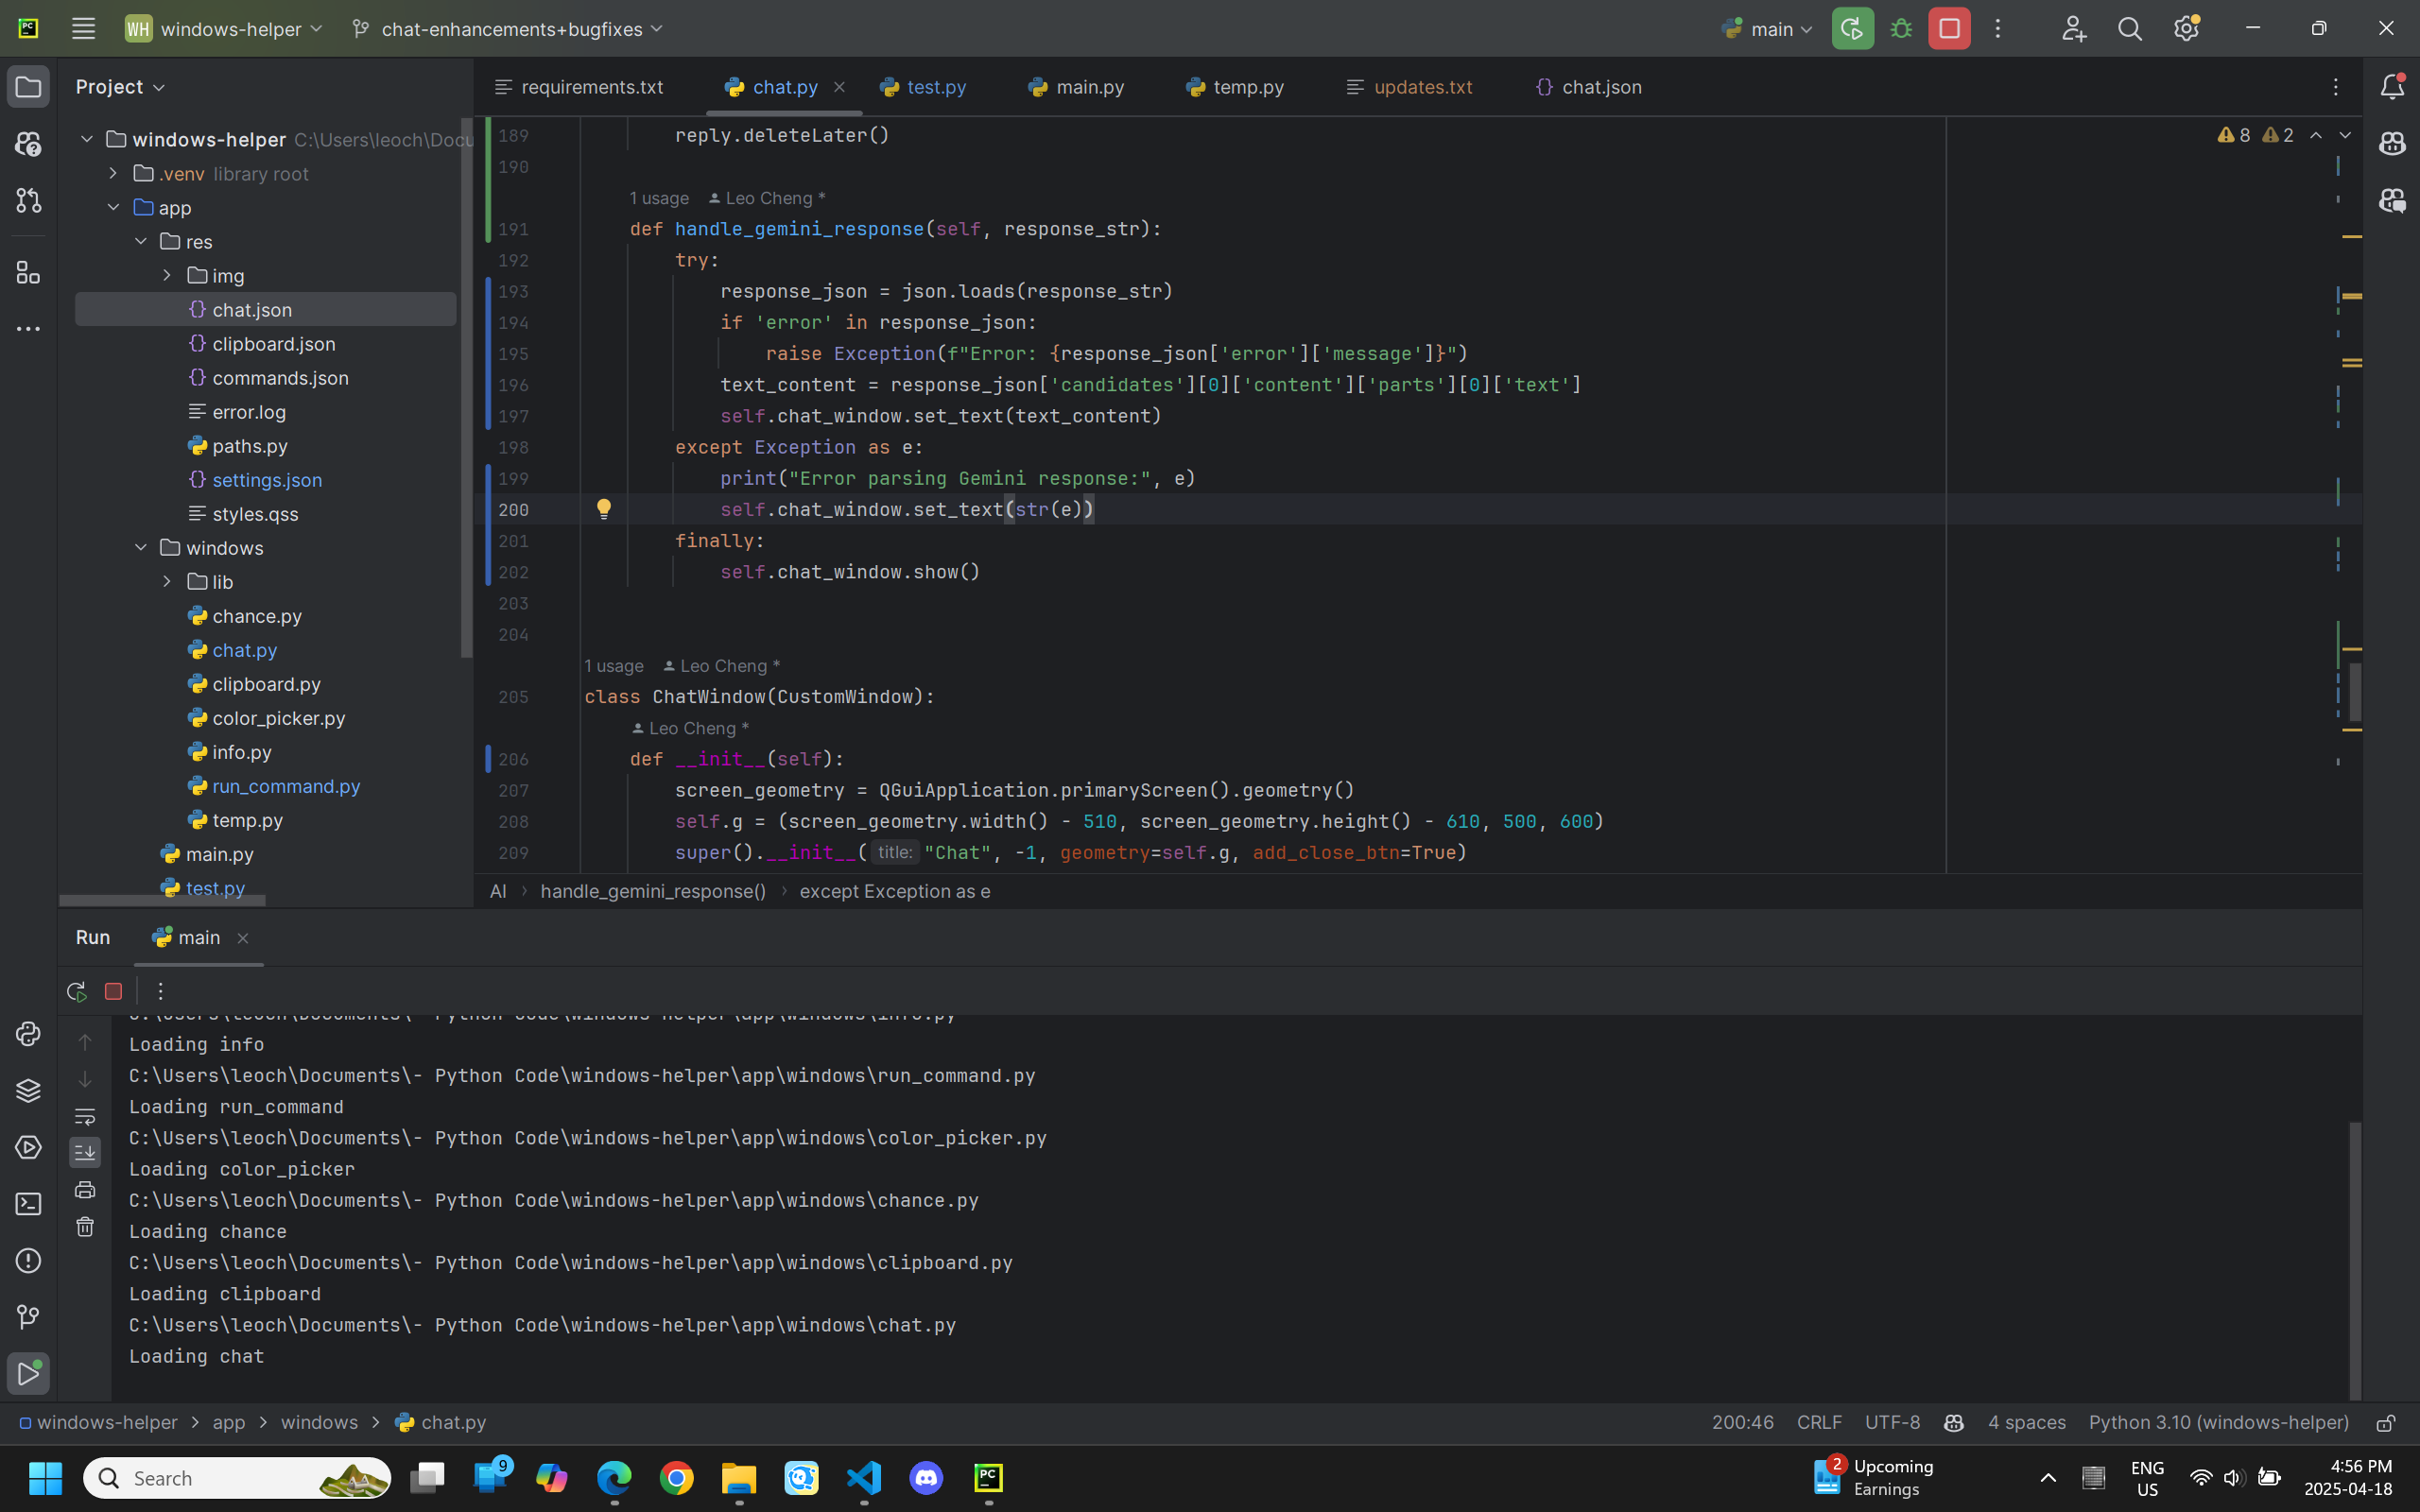 PC
WH windows-helper
chat-enhancements+bugfixes
main
Project
requirements.txt
chat.py
test.py
main.py
temp.py
updates.txt
{} chat.json
windows-helper C:\Users\leoch\Docu
.venv library root
app
res
img
{} chat.json
{} clipboard.json
{} commands.json
error.log
paths.py
{} settings.json
styles.qss
windows
lib
chance.py
chat.py
clipboard.py
color_picker.py
info.py
run_command.py
temp.py
main.py
test.py
8 2
189 reply.deleteLater()
190
1 usage Leo Cheng *
191 def handle_gemini_response(self, response_str):
192 try:
193 response_json = json.loads(response_str)
194 if 'error' in response_json:
195 raise Exception(f"Error: {response_json['error']['message']}")
196 text_content = response_json['candidates'][0]['content']['parts'][0]['text']
197 self.chat_window.set_text(text_content)
198 except Exception as e:
199 print("Error parsing Gemini response:", e)
200 self.chat_window.set_text(str(e))
201 finally:
202 self.chat_window.show()
203
204
1 usage Leo Cheng *
205 class ChatWindow(CustomWindow):
Leo Cheng *
206 def __init__(self):
207 screen_geometry = QGuiApplication.primaryScreen().geometry()
208 self.g = (screen_geometry.width() - 510, screen_geometry.height() - 610, 500, 600)
209 super().__init__( title: "Chat", -1, geometry=self.g, add_close_btn=True)
AI > handle_gemini_response() > except Exception as e
Run main
C:\Users\leoch\Documents\- Python Code\windows-helper\app\windows\info.py
Loading info
C:\Users\leoch\Documents\- Python Code\windows-helper\app\windows\run_command.py
Loading run_command
C:\Users\leoch\Documents\- Python Code\windows-helper\app\windows\color_picker.py
Loading color_picker
C:\Users\leoch\Documents\- Python Code\windows-helper\app\windows\chance.py
Loading chance
C:\Users\leoch\Documents\- Python Code\windows-helper\app\windows\clipboard.py
Loading clipboard
C:\Users\leoch\Documents\- Python Code\windows-helper\app\windows\chat.py
Loading chat
windows-helper > app > windows > chat.py
200:46 CRLF UTF-8 4 spaces Python 3.10 (windows-helper)
Search
9
PC
2
Upcoming
Earnings
ENG
US
4:56 PM
2025-04-18